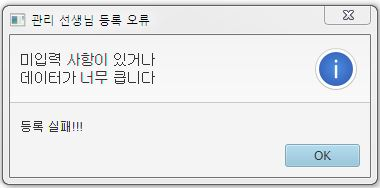 관리 선생님 등록 오류
미입력 사항이 있거나
데이터가 너무 큽니다
등록 실패!!!
OK